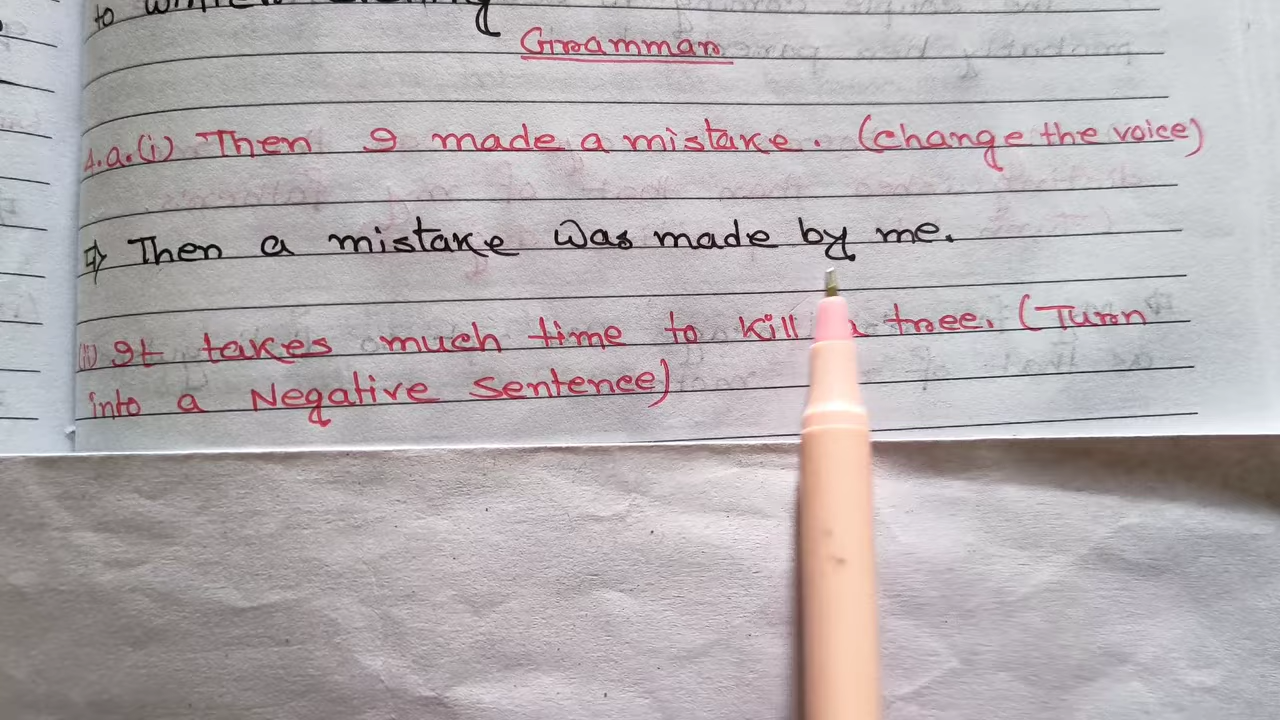 to
Grammar
4.a.(i) Then I made a mistake. (change the voice)
⇒ Then a mistake was made by me.
(ii) It takes much time to kill a tree. (Turn
into a Negative Sentence)